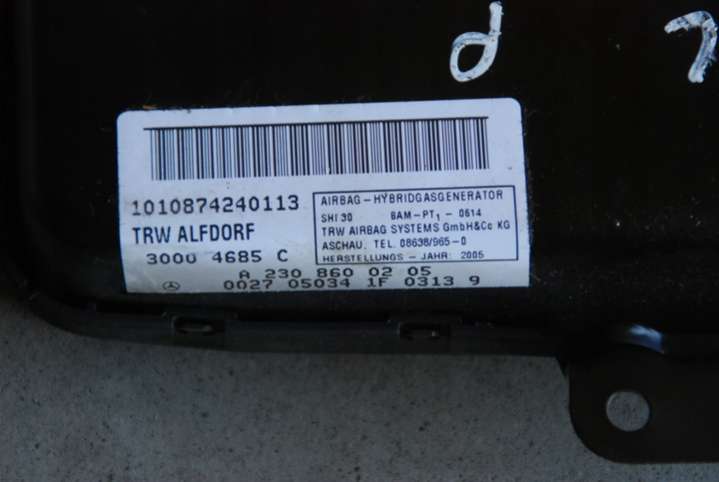 1010874240113
TRW ALFDORF
3000 4685 C
AIRBAG-HYBRIDGASGENERATOR
SHI 30 BAM-PT1-0614
TRW AIRBAG SYSTEMS GmbH&Co KG
ASCHAU. TEL. 08638/965-0
HERSTELLUNGS-JAHR: 2005
A 230 860 02 05
0027 05034 1F 0313 9